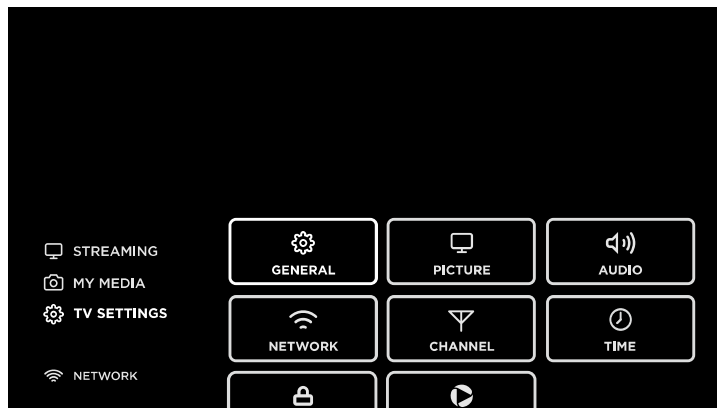 STREAMING
MY MEDIA
TV SETTINGS
NETWORK
GENERAL
PICTURE
AUDIO
NETWORK
CHANNEL
TIME